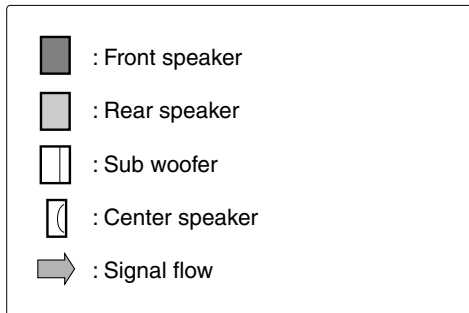 : Front speaker
: Rear speaker
: Sub woofer
: Center speaker
: Signal flow